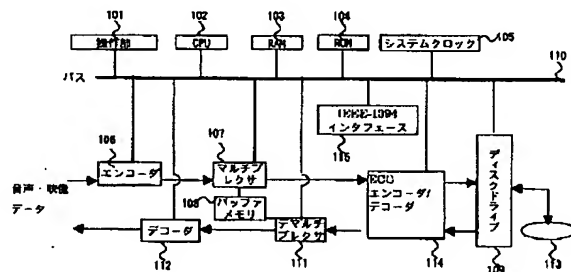 101
102
103
104
操作部
CPU
RAM
ROM
システムクロック
105
バス
110
IEEE-1394
インタフェース
115
106
107
エンコーダ
マルチプレクサ
音声・映像
データ
108
バッファ
メモリ
ECC
エンコーダ/
デコーダ
ディスクドライブ
デコーダ
デマルチ
プレクサ
112
111
114
109
113